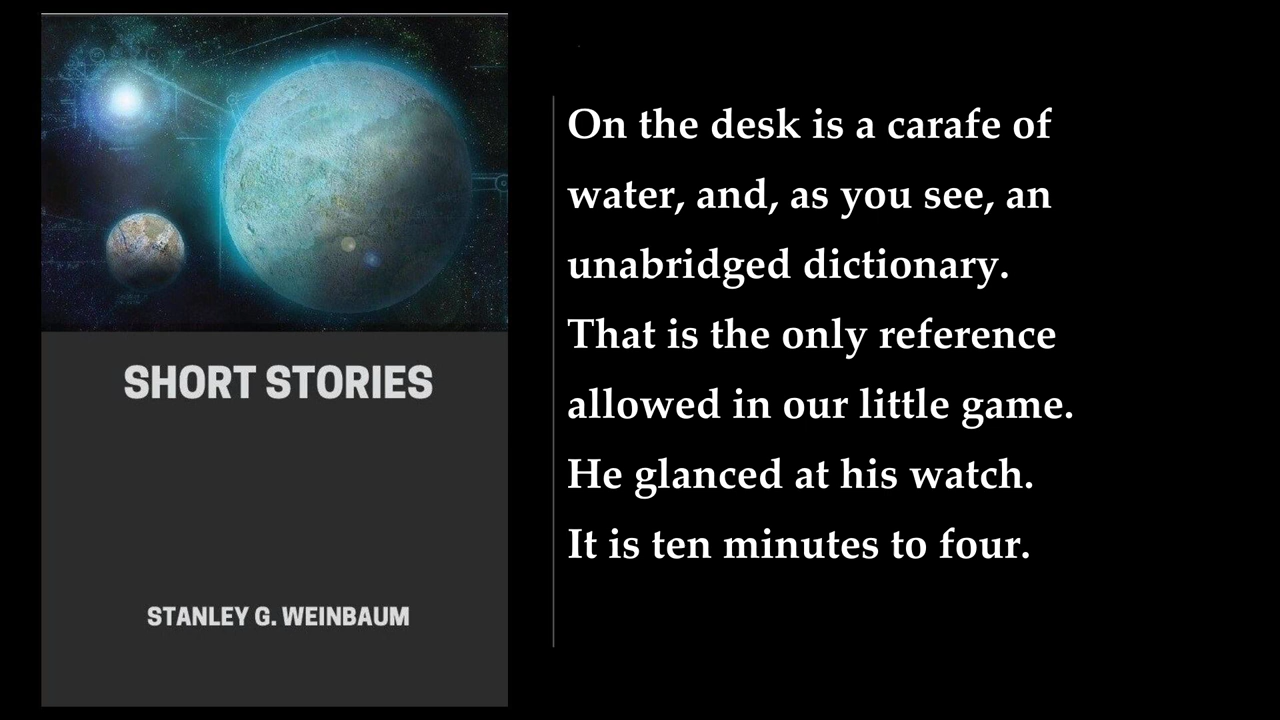 SHORT STORIES
STANLEY G. WEINBAUM
On the desk is a carafe of
water, and, as you see, an
unabridged dictionary.
That is the only reference
allowed in our little game.
He glanced at his watch.
It is ten minutes to four.